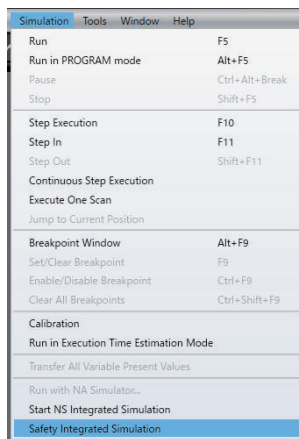 Simulation Tools Window Help
Run F5
Run in PROGRAM mode Alt+F5
Pause Ctrl+Alt+Break
Stop Shift+F5
Step Execution F10
Step In F11
Step Out Shift+F11
Continuous Step Execution
Execute One Scan
Jump to Current Position
Breakpoint Window Alt+F9
Set/Clear Breakpoint F9
Enable/Disable Breakpoint Ctrl+F9
Clear All Breakpoints Ctrl+Shift+F9
Calibration
Run in Execution Time Estimation Mode
Transfer All Variable Present Values
Run with NA Simulator...
Start NS Integrated Simulation
Safety Integrated Simulation